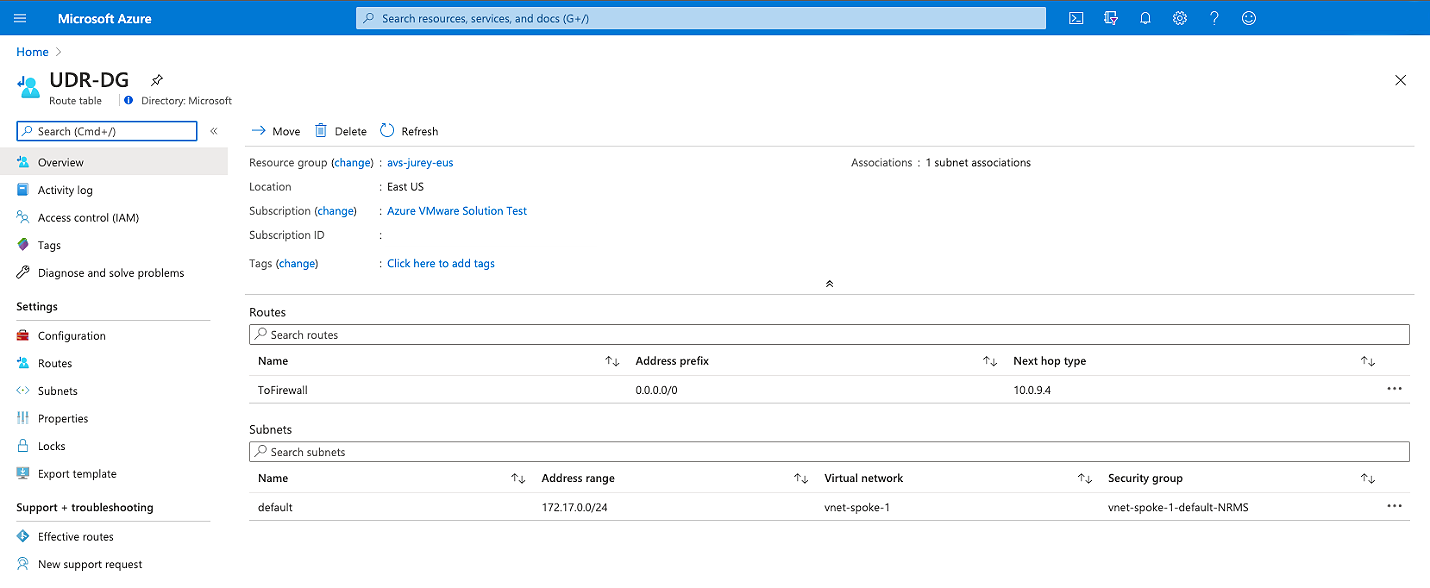 Microsoft Azure
Search resources, services, and docs (G+/)
Home
UDR-DG
Route table
Directory: Microsoft
Search (Cmd+/)
Overview
Activity log
Access control (IAM)
Tags
Diagnose and solve problems
Settings
Configuration
Routes
Subnets
Properties
Locks
Export template
Support + troubleshooting
Effective routes
New support request
Move Delete Refresh
Resource group (change) : avs-jurey-eus
Location : East US
Subscription (change) : Azure VMware Solution Test
Subscription ID :
Tags (change) : Click here to add tags
Associations : 1 subnet associations
Routes
Search routes
Name Address prefix Next hop type
ToFirewall 0.0.0.0/0 10.0.9.4
Subnets
Search subnets
Name Address range Virtual network Security group
default 172.17.0.0/24 vnet-spoke-1 vnet-spoke-1-default-NRMS